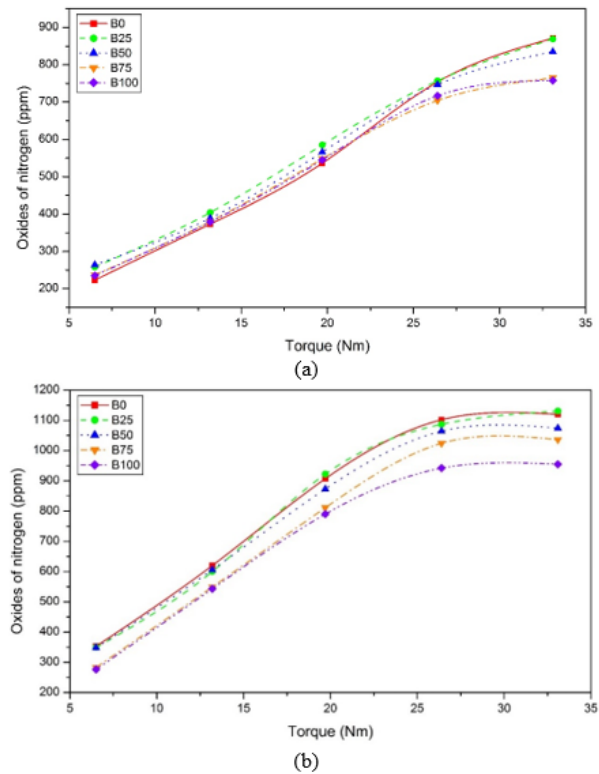 B0
B25
B50
B75
B100
900
800
700
600
500
400
300
200
Oxides of nitrogen (ppm)
5 10 15 20 25 30 35
Torque (Nm)
(a)
B0
B25
B50
B75
B100
1200
1100
1000
900
800
700
600
500
400
300
200
Oxides of nitrogen (ppm)
5 10 15 20 25 30 35
Torque (Nm)
(b)